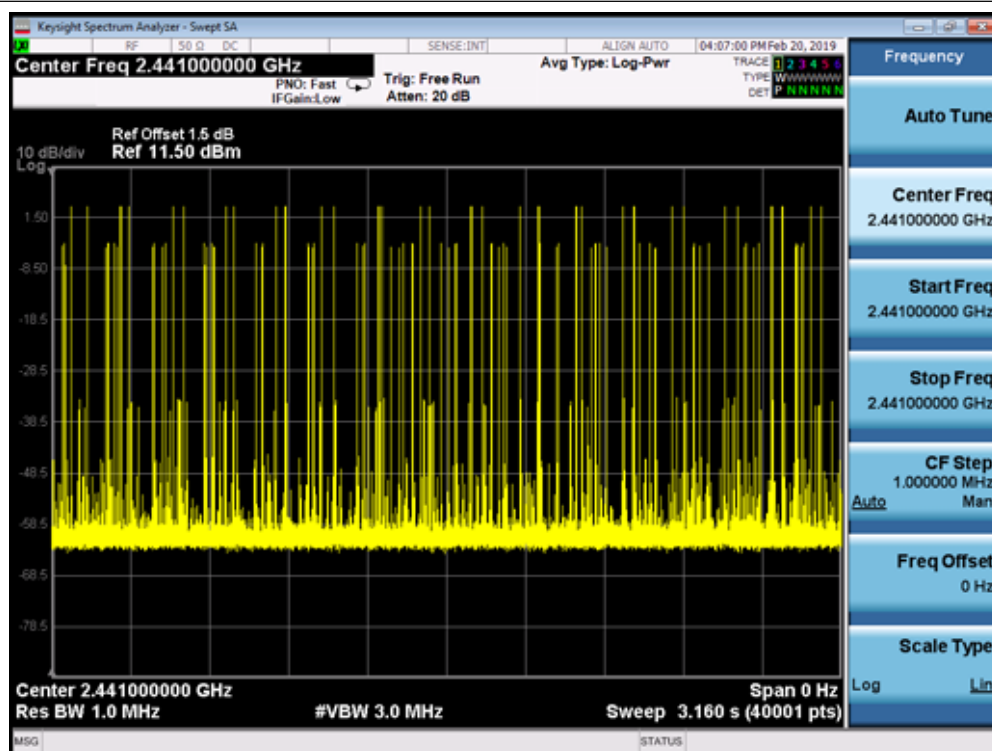 Keysight Spectrum Analyzer - Swept SA
RF 50 Ω DC SENSE:INT ALIGN AUTO 04:07:00 PM Feb 20, 2019
Center Freq 2.441000000 GHz
PNO: Fast
IFGain:Low
Trig: Free Run
Atten: 20 dB
Avg Type: Log-Pwr
TRACE 1 2 3 4 5 6
TYPE WWWWWWW
DET P N N N N N
Ref Offset 1.5 dB
10 dB/div Ref 11.50 dBm
Log
1.50
-8.50
-18.5
-28.5
-38.5
-48.5
-58.5
-68.5
-78.5
Center 2.441000000 GHz Span 0 Hz
Res BW 1.0 MHz #VBW 3.0 MHz Sweep 3.160 s (40001 pts)
MSG STATUS
Frequency
Auto Tune
Center Freq
2.441000000 GHz
Start Freq
2.441000000 GHz
Stop Freq
2.441000000 GHz
CF Step
1.000000 MHz
Auto Man
Freq Offset
0 Hz
Scale Type
Log Lin